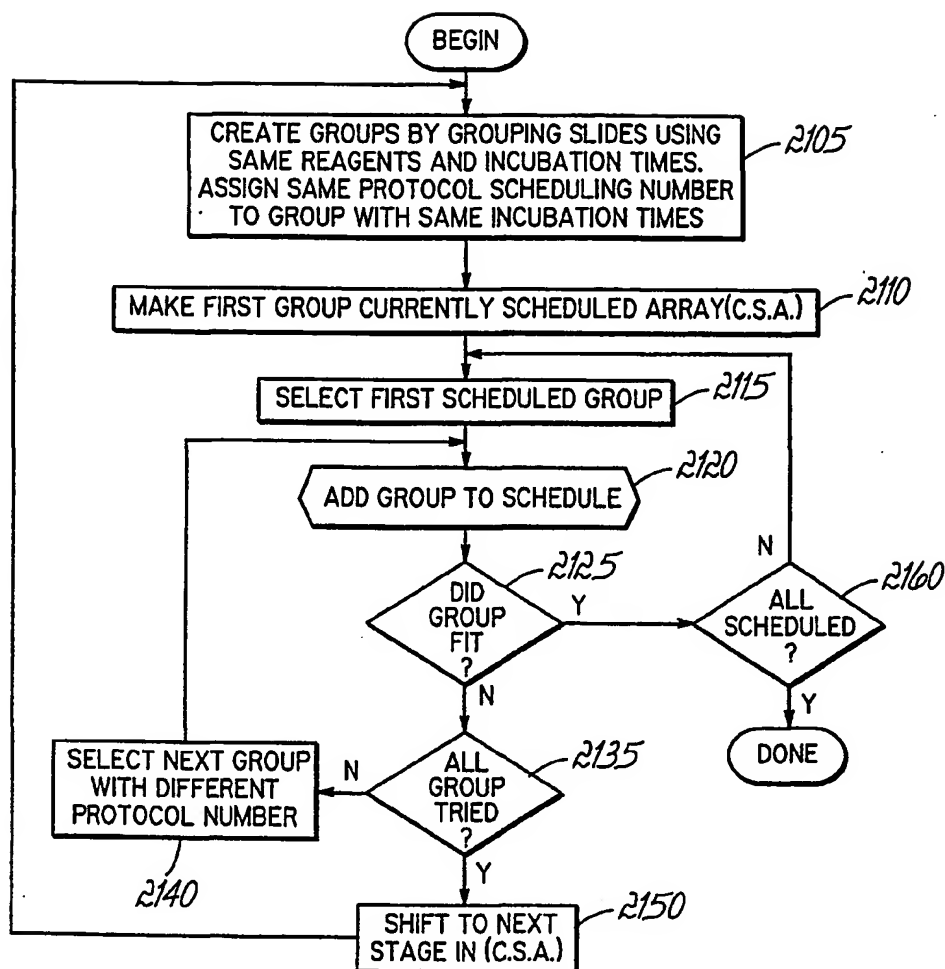 BEGIN
CREATE GROUPS BY GROUPING SLIDES USING
SAME REAGENTS AND INCUBATION TIMES.
ASSIGN SAME PROTOCOL SCHEDULING NUMBER
TO GROUP WITH SAME INCUBATION TIMES
2105
MAKE FIRST GROUP CURRENTLY SCHEDULED ARRAY(C.S.A.)
2110
SELECT FIRST SCHEDULED GROUP
2115
ADD GROUP TO SCHEDULE
2120
DID
GROUP
FIT
?
2125
Y
N
N
ALL
SCHEDULED
?
2160
Y
DONE
SELECT NEXT GROUP
WITH DIFFERENT
PROTOCOL NUMBER
2140
N
ALL
GROUP
TRIED
?
2135
Y
SHIFT TO NEXT
STAGE IN (C.S.A.)
2150